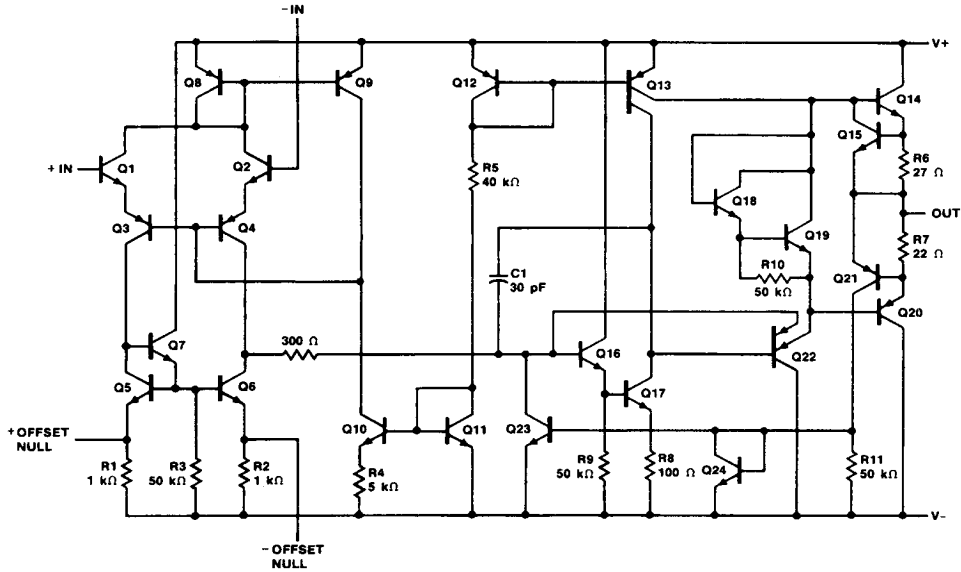 −IN
V+
Q8
Q9
Q12
Q13
Q14
Q15
+IN
Q1
Q2
R5
40 kΩ
R6
27 Ω
Q3
Q4
Q18
OUT
Q19
R7
22 Ω
C1
30 pF
R10
50 kΩ
Q21
Q20
Q7
300 Ω
Q16
Q22
Q5
Q6
Q17
+OFFSET
NULL
Q10
Q11
Q23
R1
1 kΩ
R3
50 kΩ
R2
1 kΩ
R4
5 kΩ
R9
50 kΩ
R8
100 Ω
Q24
R11
50 kΩ
V−
−OFFSET
NULL